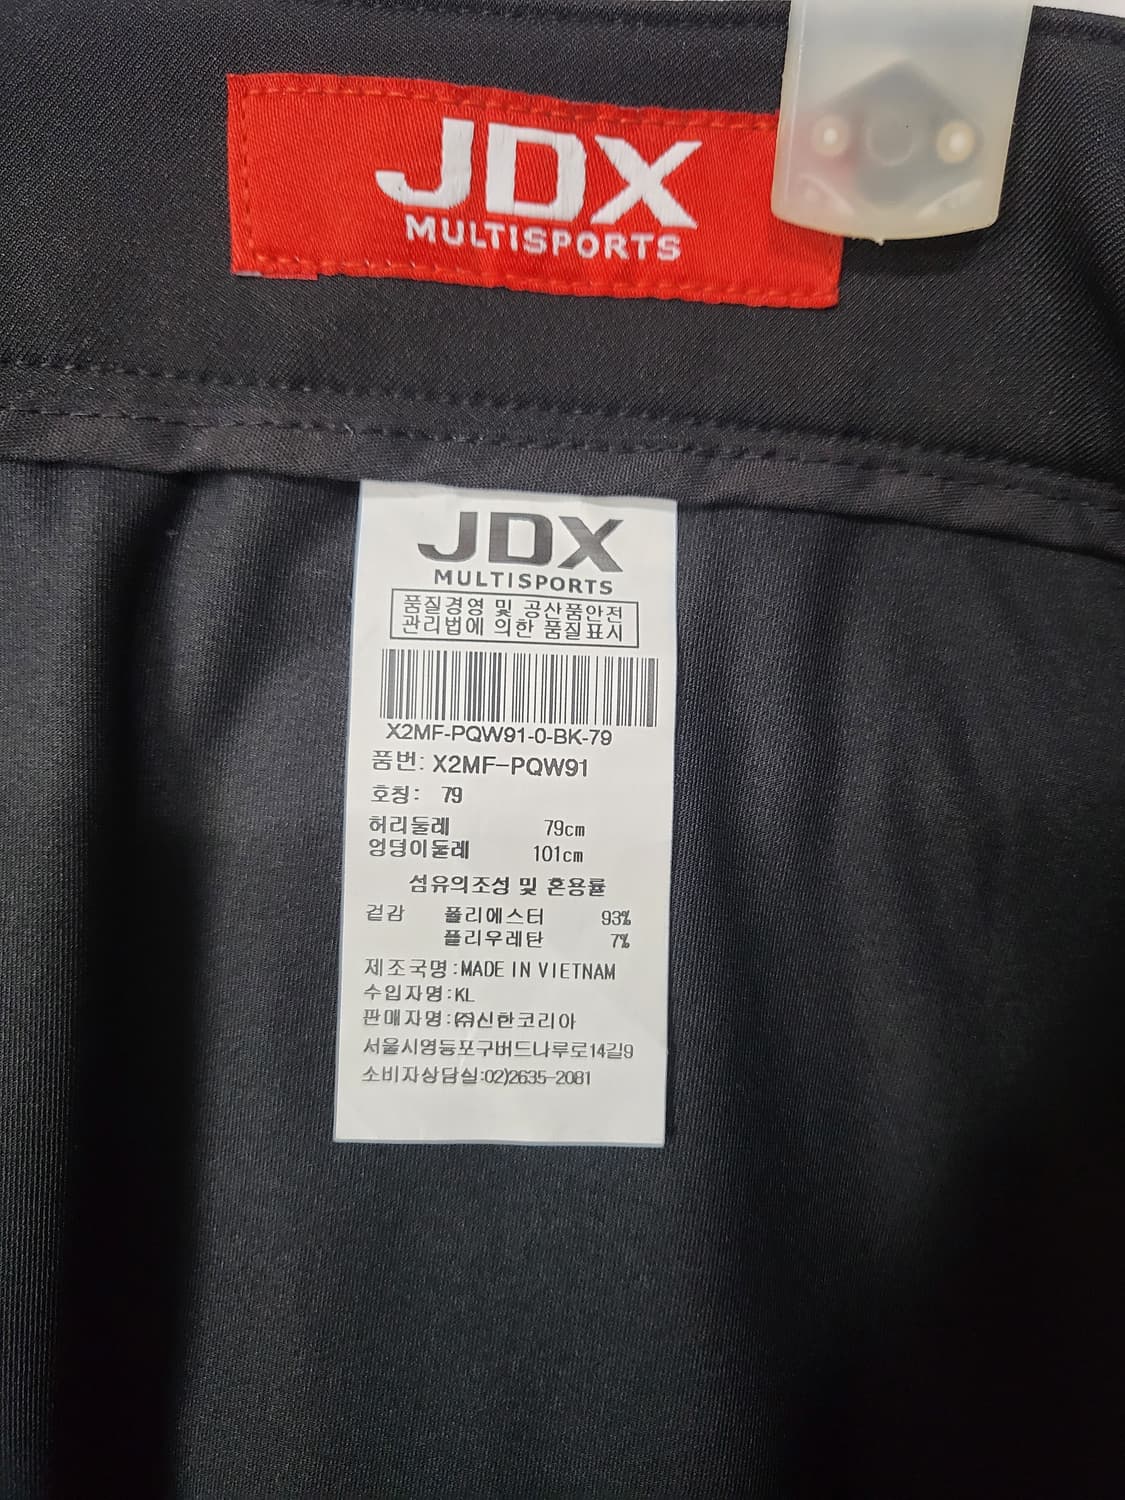 JDX
MULTISPORTS
JDX
MULTISPORTS
품질경영 및 공산품안전
관리법에 의한 품질표시
X2MF-PQW91-0-BK-79
품번: X2MF-PQW91
호칭: 79
허리둘레 79cm
엉덩이둘레 101cm
섬유의조성 및 혼용률
겉감 폴리에스터 93%
폴리우레탄 7%
제조국명:MADE IN VIETNAM
수입자명:KL
판매자명:㈜신한코리아
서울시영등포구버드나루로14길9
소비자상담실:02)2635-2081